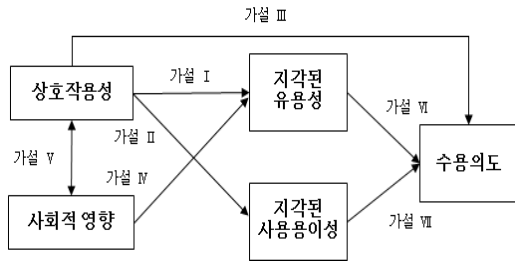 가설 Ⅲ
상호작용성
가설 Ⅰ
지각된
유용성
가설 Ⅱ
가설 Ⅵ
가설 Ⅴ
가설 Ⅳ
수용의도
사회적 영향
지각된
사용용이성
가설 Ⅶ